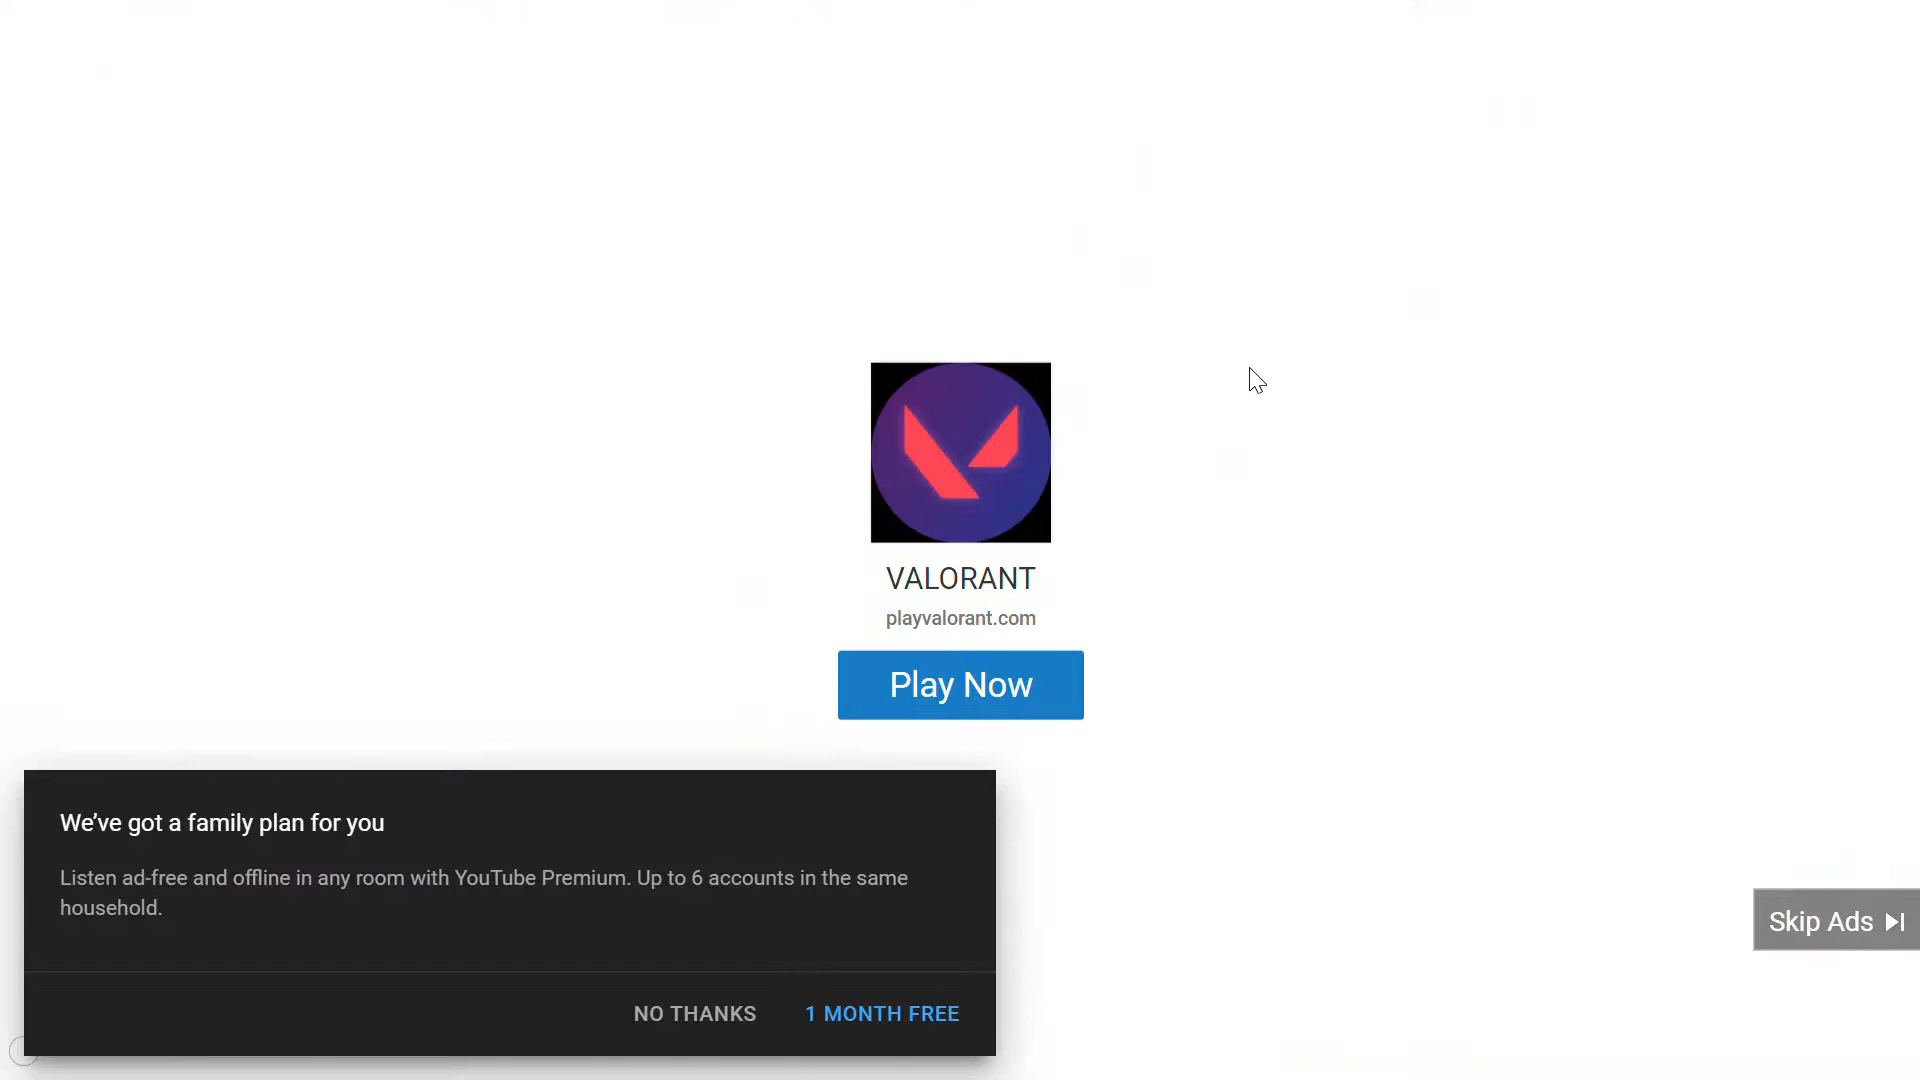 VALORANT
playvalorant.com
Play Now
We’ve got a family plan for you
Listen ad-free and offline in any room with YouTube Premium. Up to 6 accounts in the same
household.
NO THANKS
1 MONTH FREE
Skip Ads